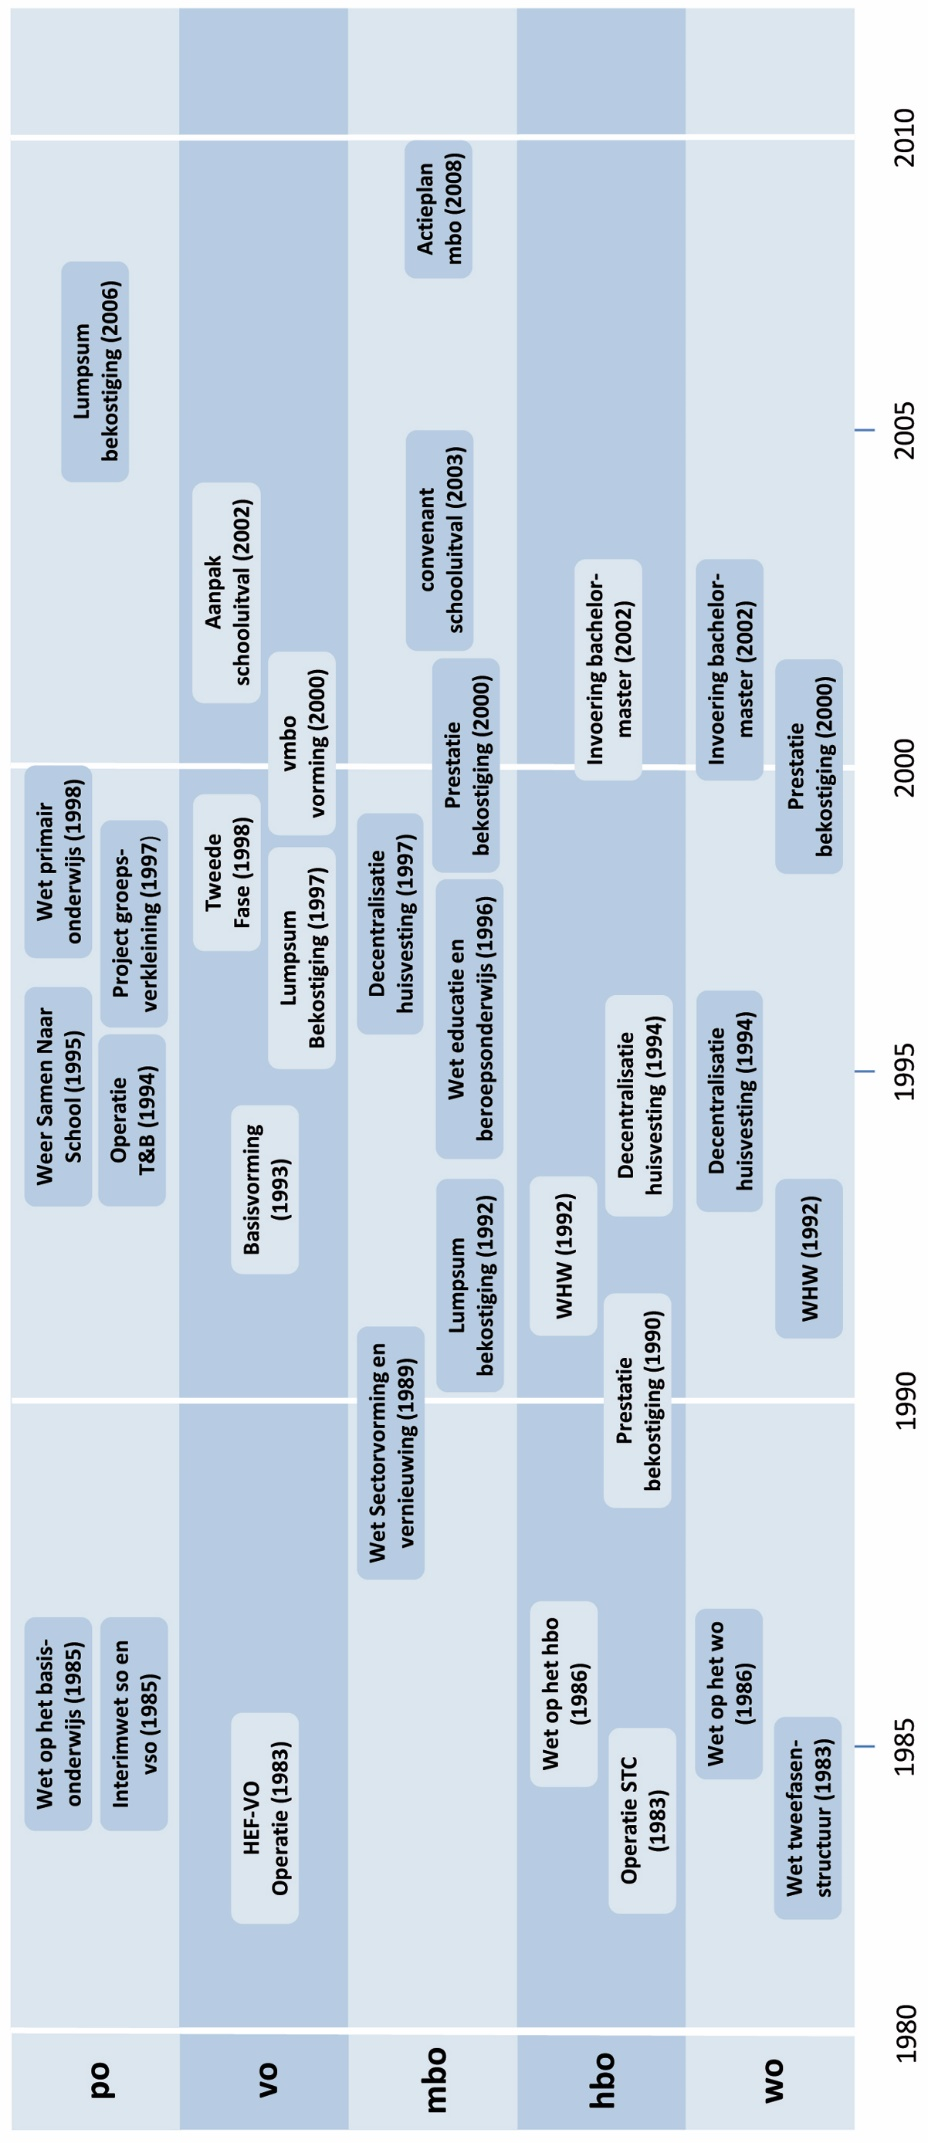 po
Wet op het basis-
onderwijs (1985)
Interimwet so en
vso (1985)
Weer Samen Naar
School (1995)
Operatie
T&B (1994)
Wet primair
onderwijs (1998)
Project groeps-
verkleining (1997)
Lumpsum
bekostiging (2006)
vo
HEF-VO
Operatie (1983)
Basisvorming
(1993)
Lumpsum
Bekostiging (1997)
Tweede
Fase (1998)
vmbo
vorming (2000)
Aanpak
schooluitval (2002)
mbo
Wet Sectorvorming en
vernieuwing (1989)
Lumpsum
bekostiging (1992)
Wet educatie en
beroepsonderwijs (1996)
Decentralisatie
huisvesting (1997)
Prestatie
bekostiging (2000)
convenant
schooluitval (2003)
Actieplan
mbo (2008)
hbo
Operatie STC
(1983)
Wet op het hbo
(1986)
Prestatie
bekostiging (1990)
WHW (1992)
Decentralisatie
huisvesting (1994)
Invoering bachelor-
master (2002)
wo
Wet tweefasen-
structuur (1983)
Wet op het wo
(1986)
WHW (1992)
Decentralisatie
huisvesting (1994)
Prestatie
bekostiging (2000)
Invoering bachelor-
master (2002)
1980
1985
1990
1995
2000
2005
2010